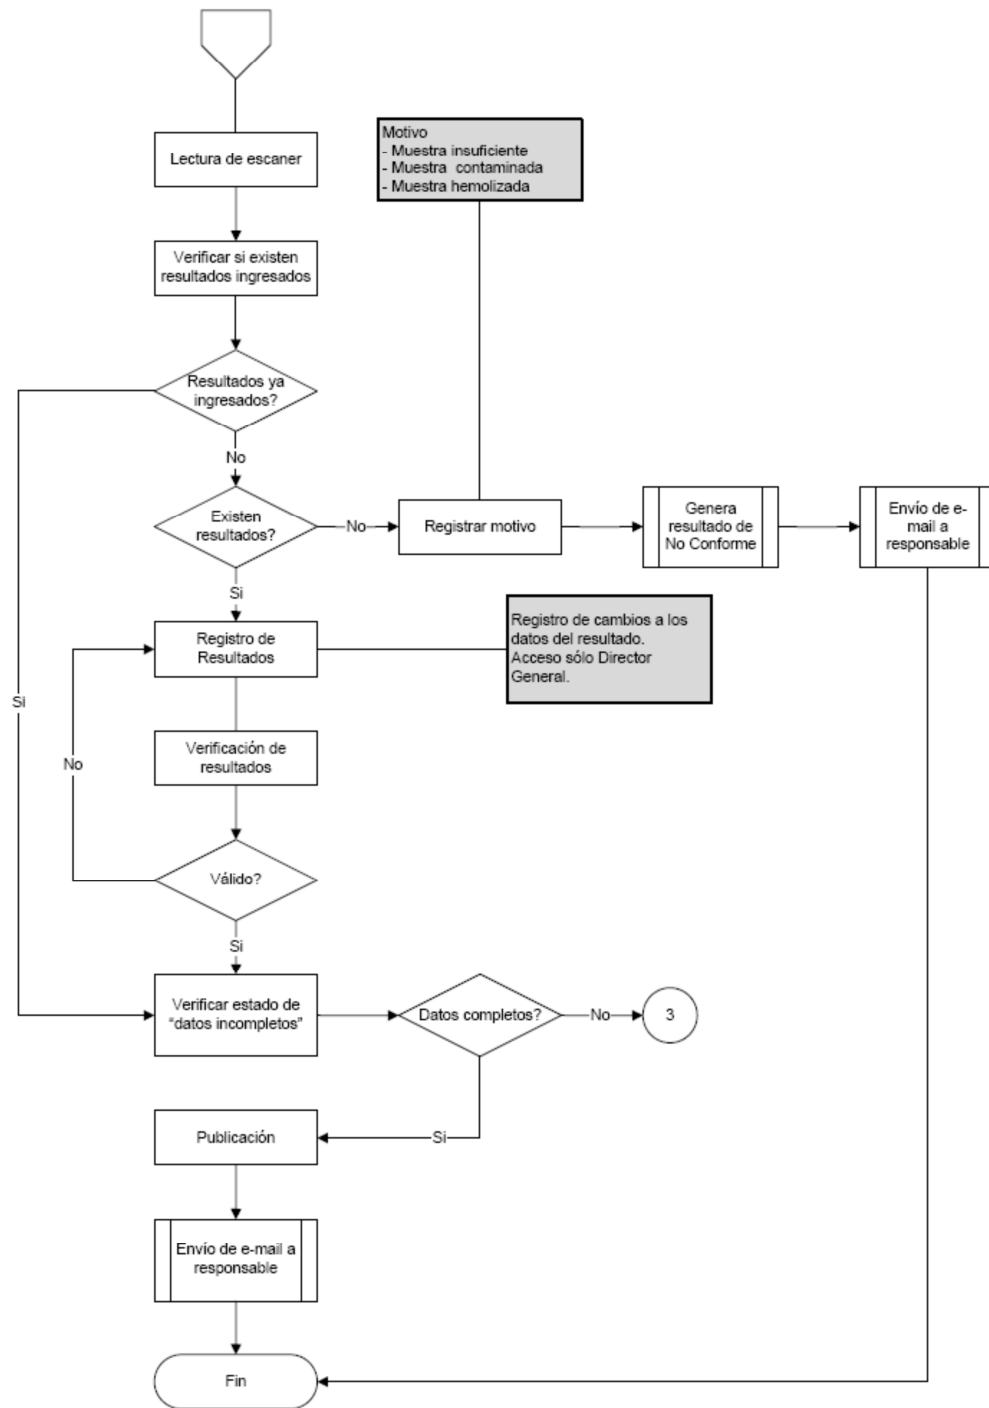 Lectura de escaner
Motivo
- Muestra insuficiente
- Muestra contaminada
- Muestra hemolizada
Verificar si existen
resultados ingresados
Resultados ya
ingresados?
No
Existen
resultados?
No
Registrar motivo
Genera
resultado de
No Conforme
Envío de e-
mail a
responsable
Si
Registro de
Resultados
Registro de cambios a los
datos del resultado.
Acceso sólo Director
General.
Si
No
Verificación de
resultados
Válido?
Si
Verificar estado de
“datos incompletos”
Datos completos?
No
3
Si
Publicación
Envío de e-mail a
responsable
Fin